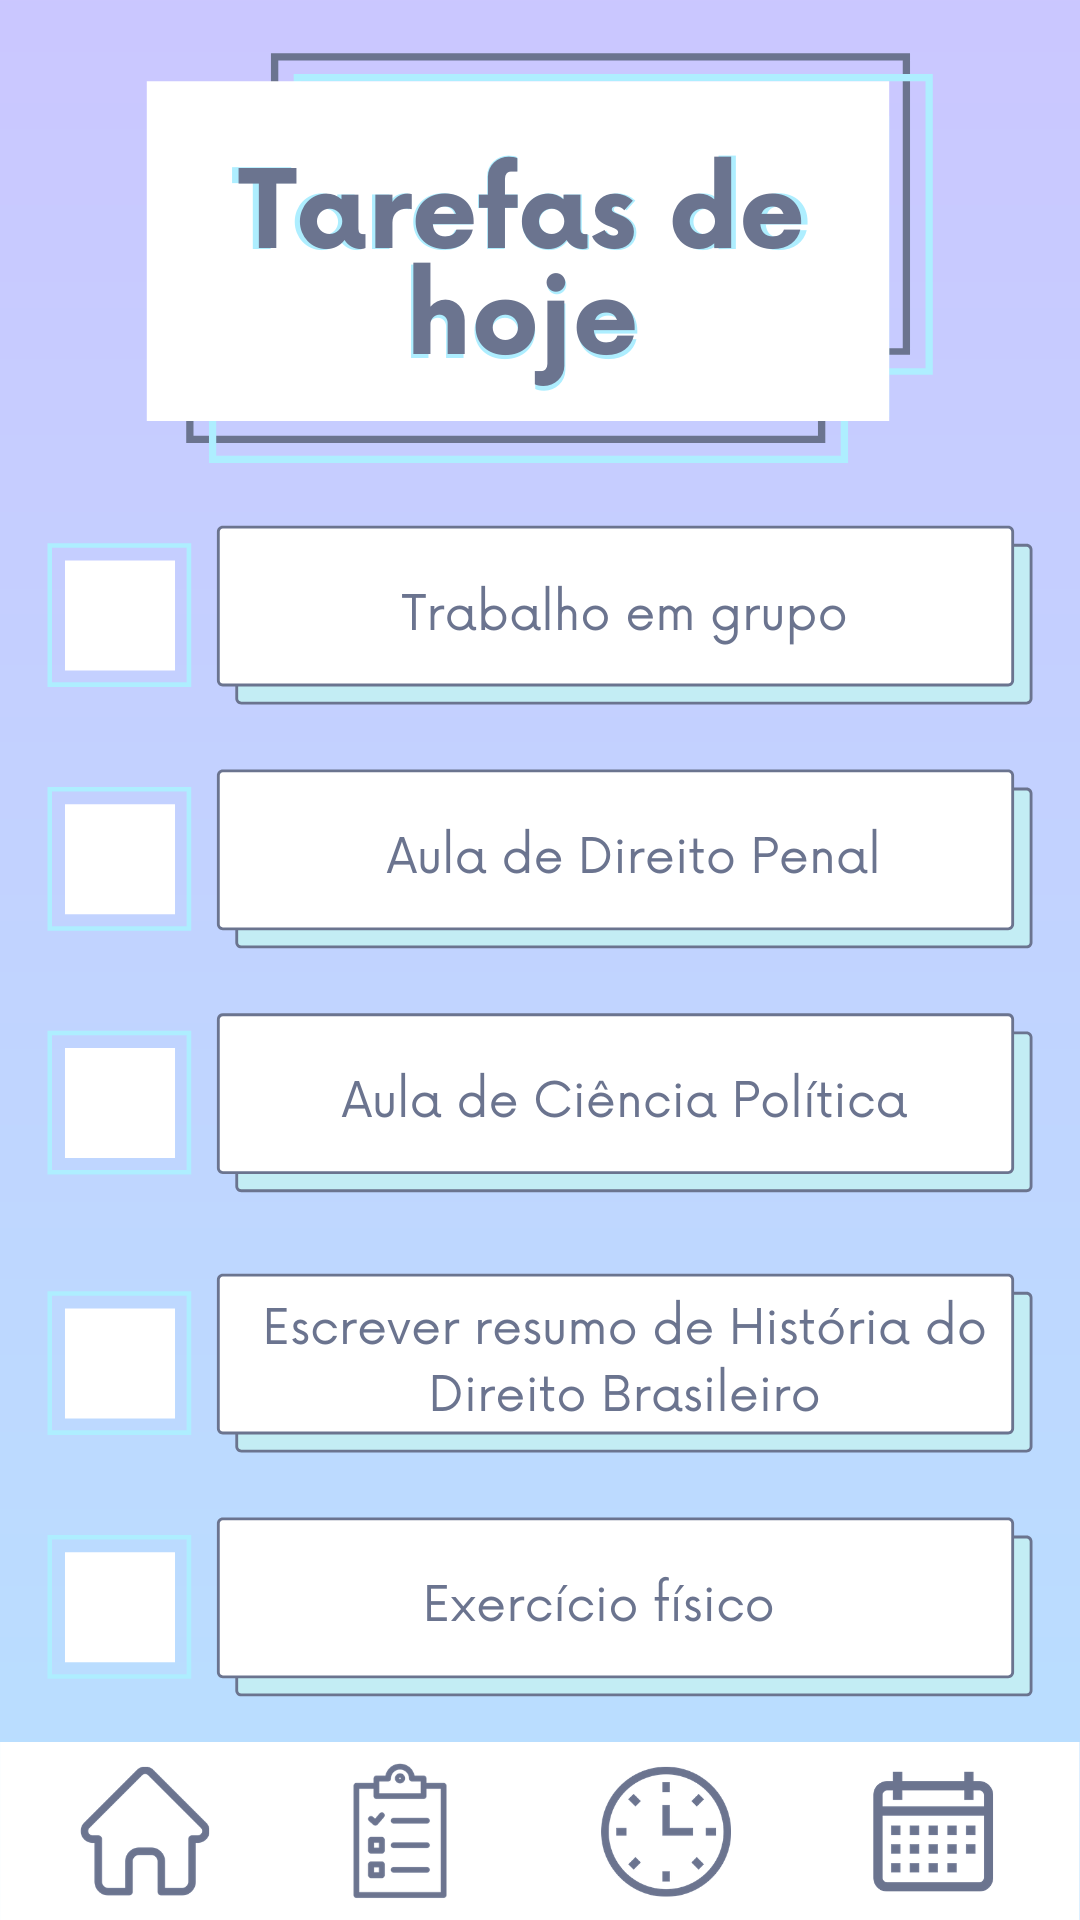 Tarefas de
hoje
Trabalho em grupo
Aula de Direito Penal
Aula de Ciência Política
Escrever resumo de História do
Direito Brasileiro
Exercício físico